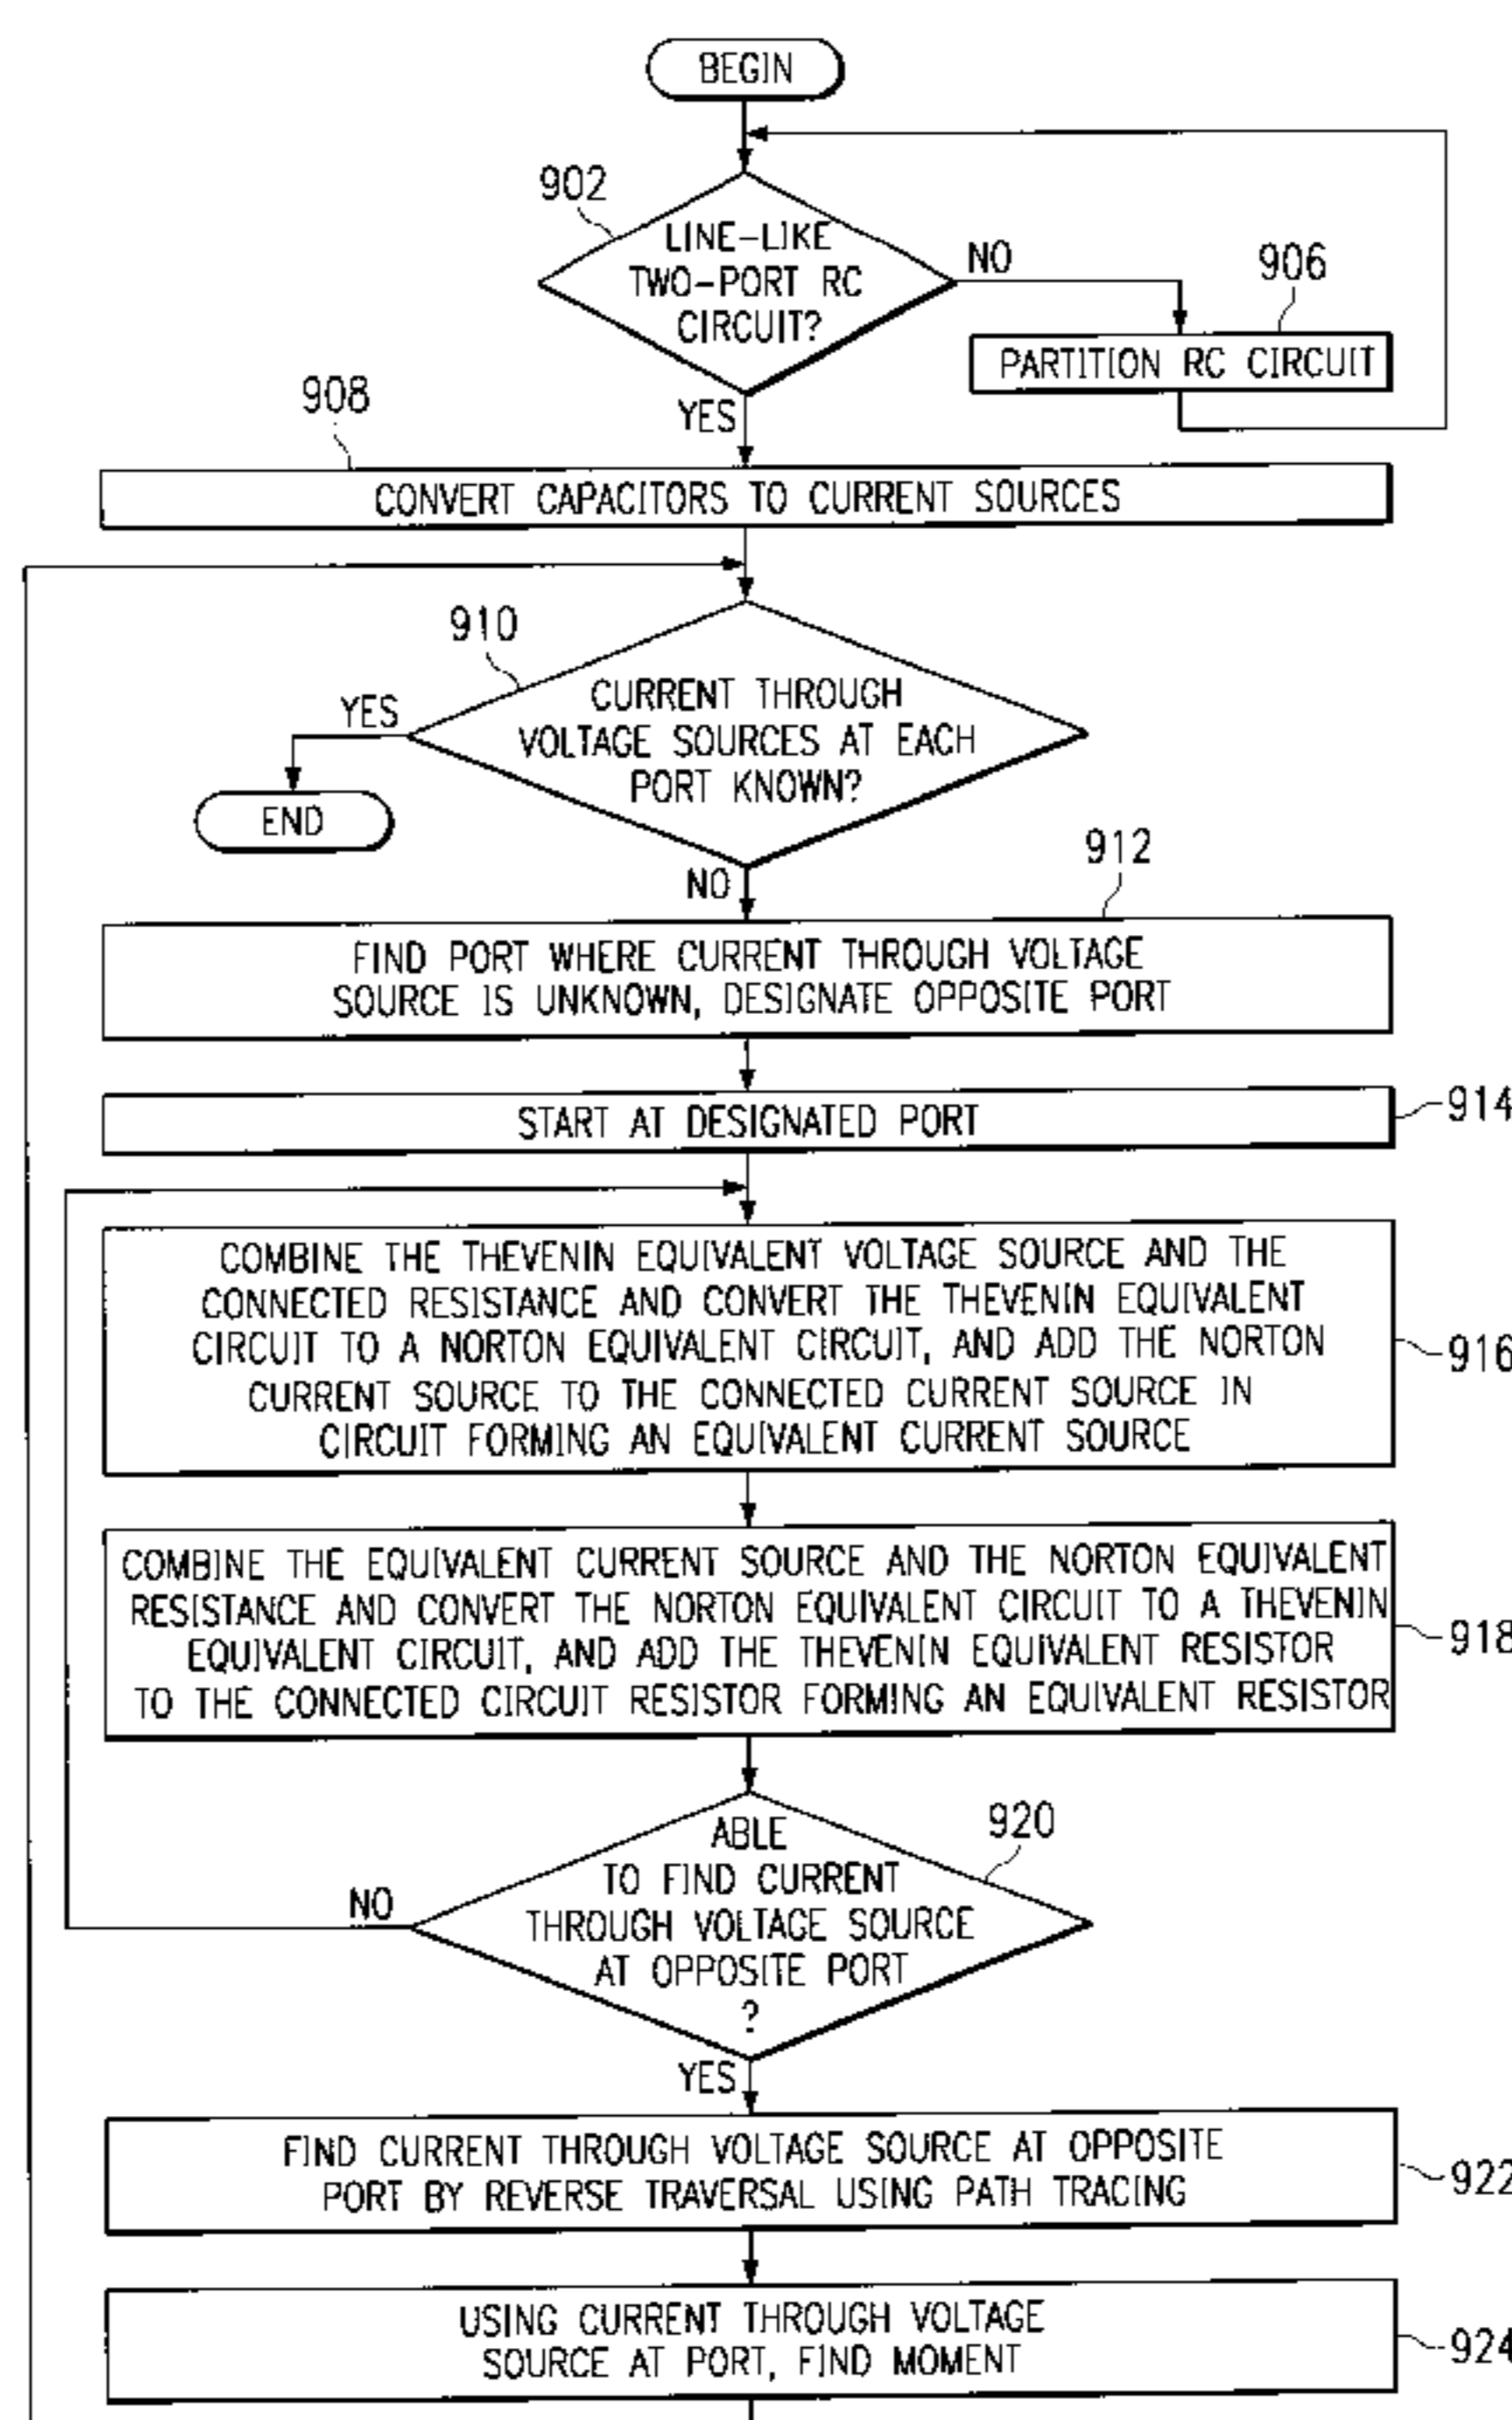 BEGIN
902
LINE-LIKE
TWO-PORT RC
CIRCUIT?
NO
906
PARTITION RC CIRCUIT
YES
908
CONVERT CAPACITORS TO CURRENT SOURCES
910
CURRENT THROUGH
VOLTAGE SOURCES AT EACH
PORT KNOWN?
YES
END
NO
912
FIND PORT WHERE CURRENT THROUGH VOLTAGE
SOURCE IS UNKNOWN, DESIGNATE OPPOSITE PORT
START AT DESIGNATED PORT
914
COMBINE THE THEVENIN EQUIVALENT VOLTAGE SOURCE AND THE
CONNECTED RESISTANCE AND CONVERT THE THEVENIN EQUIVALENT
CIRCUIT TO A NORTON EQUIVALENT CIRCUIT, AND ADD THE NORTON
CURRENT SOURCE TO THE CONNECTED CURRENT SOURCE IN
CIRCUIT FORMING AN EQUIVALENT CURRENT SOURCE
916
COMBINE THE EQUIVALENT CURRENT SOURCE AND THE NORTON EQUIVALENT
RESISTANCE AND CONVERT THE NORTON EQUIVALENT CIRCUIT TO A THEVENIN
EQUIVALENT CIRCUIT, AND ADD THE THEVENIN EQUIVALENT RESISTOR
TO THE CONNECTED CIRCUIT RESISTOR FORMING AN EQUIVALENT RESISTOR
918
920
ABLE
TO FIND CURRENT
THROUGH VOLTAGE SOURCE
AT OPPOSITE PORT
?
NO
YES
FIND CURRENT THROUGH VOLTAGE SOURCE AT OPPOSITE
PORT BY REVERSE TRAVERSAL USING PATH TRACING
922
USING CURRENT THROUGH VOLTAGE
SOURCE AT PORT, FIND MOMENT
924